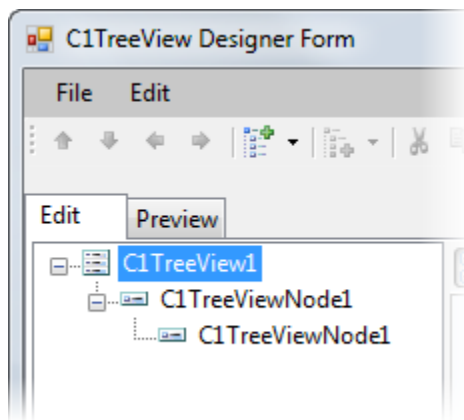 C1TreeView Designer Form
File Edit
Edit Preview
C1TreeView1
C1TreeViewNode1
C1TreeViewNode1